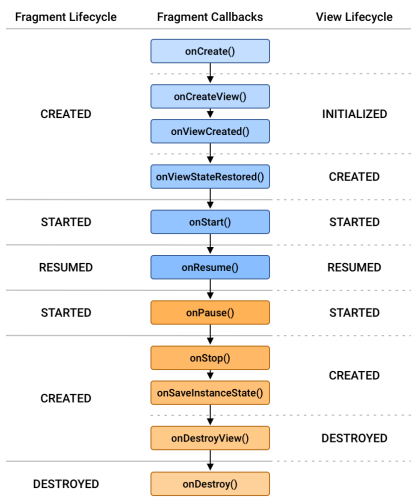 Fragment Lifecycle Fragment Callbacks View Lifecycle
onCreate()
onCreateView()
CREATED INITIALIZED
onViewCreated()
onViewStateRestored() CREATED
STARTED onStart() STARTED
RESUMED onResume() RESUMED
STARTED onPause() STARTED
onStop()
CREATED
onSaveInstanceState()
CREATED
onDestroyView() DESTROYED
DESTROYED onDestroy()